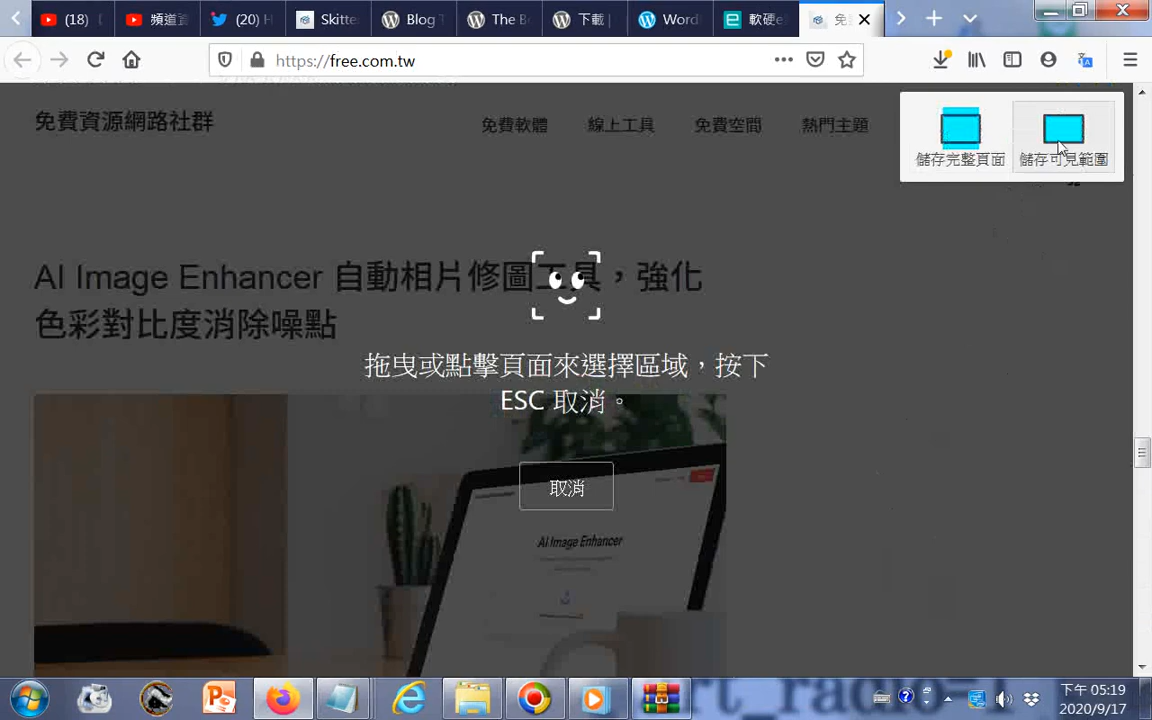 (18)
頻道
(20)
Skitte
Blog T
The B
下載 |
Word
軟硬
免
https://free.com.tw
免費資源網路社群
免費軟體
線上工具
免費空間
熱門主題
儲存完整頁面
儲存可見範圍
AI Image Enhancer 自動相片修圖工具，強化
色彩對比度消除噪點
拖曳或點擊頁面來選擇區域，按下
ESC 取消。
取消
AI Image Enhancer
rt_radio=1
下午 05:19
2020/9/17